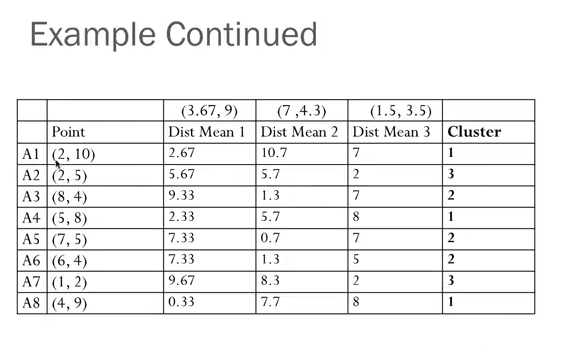 Example Continued
(3.67, 9) (7 ,4.3) (1.5, 3.5)
Point Dist Mean 1 Dist Mean 2 Dist Mean 3 Cluster
A1 (2, 10) 2.67 10.7 7 1
A2 (2, 5) 5.67 5.7 2 3
A3 (8, 4) 9.33 1.3 7 2
A4 (5, 8) 2.33 5.7 8 1
A5 (7, 5) 7.33 0.7 7 2
A6 (6, 4) 7.33 1.3 5 2
A7 (1, 2) 9.67 8.3 2 3
A8 (4, 9) 0.33 7.7 8 1